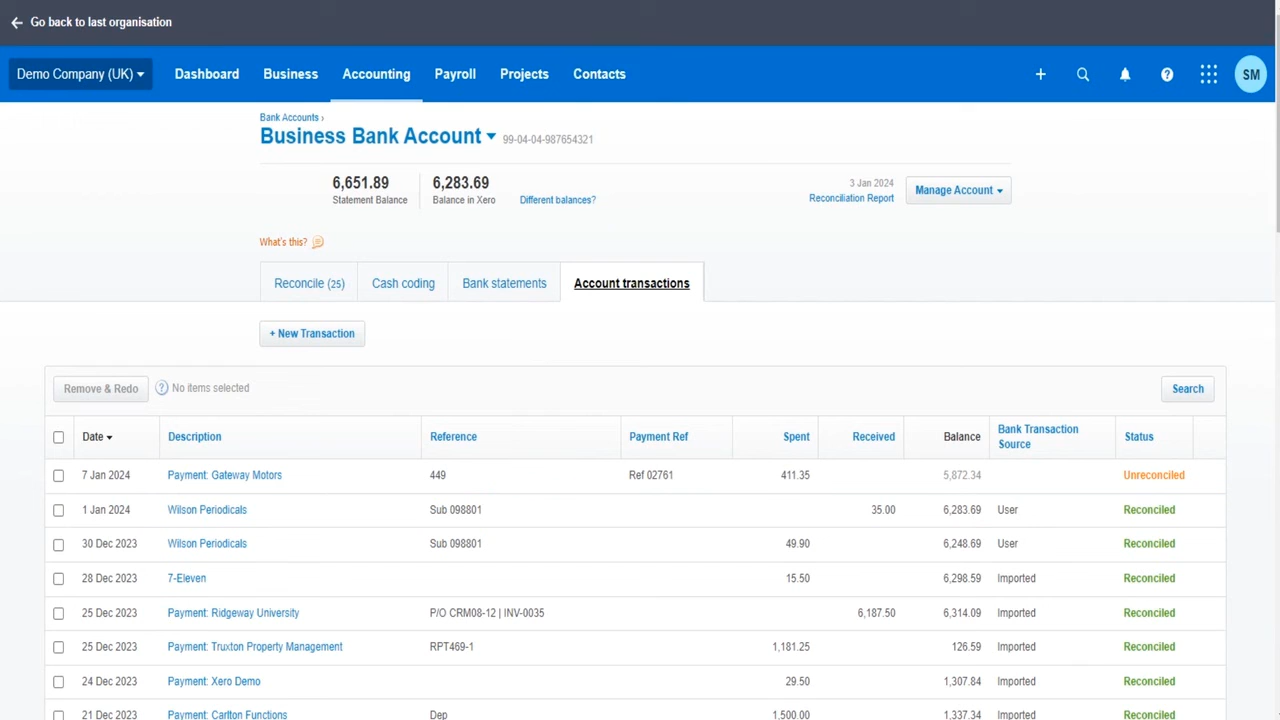 Go back to last organisation
Demo Company (UK) Dashboard Business Accounting Payroll Projects Contacts SM
Bank Accounts ›
Business Bank Account 99-04-04-987654321
6,651.89 6,283.69 3 Jan 2024
Statement Balance Balance in Xero Different balances? Reconciliation Report Manage Account
What's this?
Reconcile (25) Cash coding Bank statements Account transactions
+ New Transaction
Remove & Redo ? No items selected Search
Date Description Reference Payment Ref Spent Received Balance Bank Transaction Source Status
7 Jan 2024 Payment: Gateway Motors 449 Ref 02761 411.35 5,872.34 Unreconciled
1 Jan 2024 Wilson Periodicals Sub 098801 35.00 6,283.69 User Reconciled
30 Dec 2023 Wilson Periodicals Sub 098801 49.90 6,248.69 User Reconciled
28 Dec 2023 7-Eleven 15.50 6,298.59 Imported Reconciled
25 Dec 2023 Payment: Ridgeway University P/O CRM08-12 | INV-0035 6,187.50 6,314.09 Imported Reconciled
25 Dec 2023 Payment: Truxton Property Management RPT469-1 1,181.25 126.59 Imported Reconciled
24 Dec 2023 Payment: Xero Demo 29.50 1,307.84 Imported Reconciled
21 Dec 2023 Payment: Carlton Functions Dep 1,500.00 1,337.34 Imported Reconciled